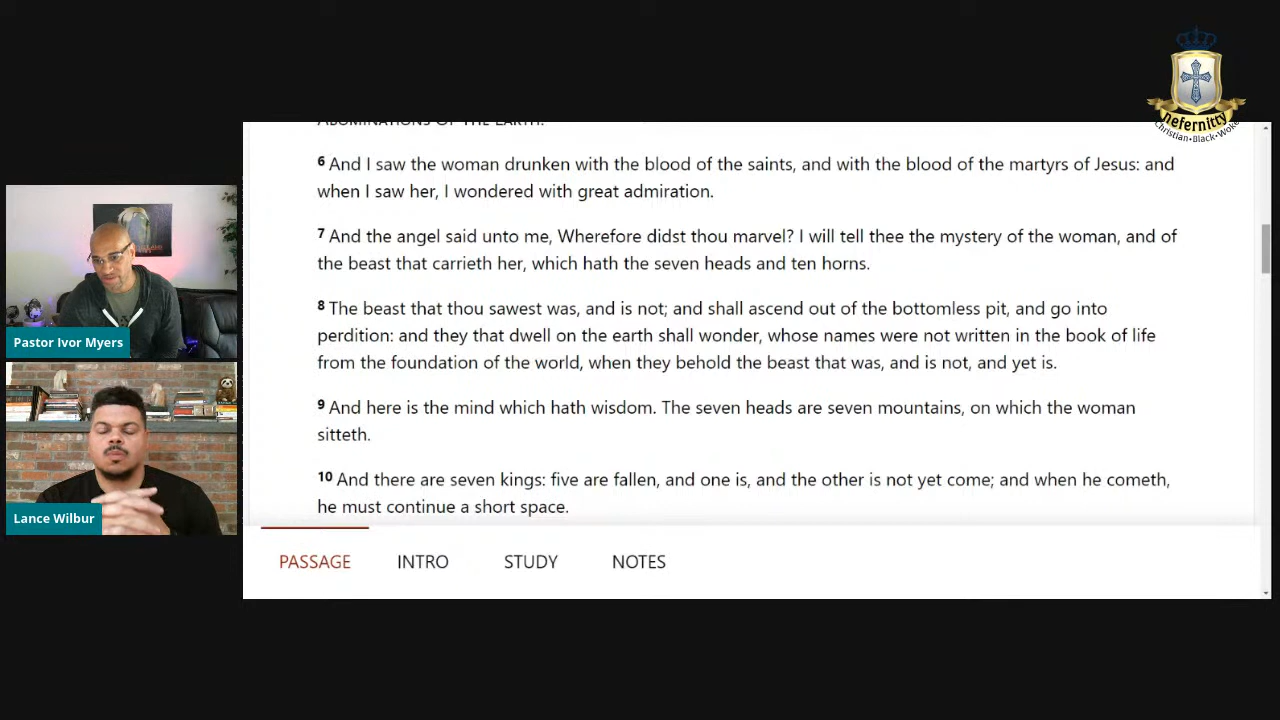 nefernitty
Christian•Black•Woke
ABOMINATIONS OF THE EARTH.
6 And I saw the woman drunken with the blood of the saints, and with the blood of the martyrs of Jesus: and
when I saw her, I wondered with great admiration.
7 And the angel said unto me, Wherefore didst thou marvel? I will tell thee the mystery of the woman, and of
the beast that carrieth her, which hath the seven heads and ten horns.
8 The beast that thou sawest was, and is not; and shall ascend out of the bottomless pit, and go into
perdition: and they that dwell on the earth shall wonder, whose names were not written in the book of life
from the foundation of the world, when they behold the beast that was, and is not, and yet is.
9 And here is the mind which hath wisdom. The seven heads are seven mountains, on which the woman
sitteth.
10 And there are seven kings: five are fallen, and one is, and the other is not yet come; and when he cometh,
he must continue a short space.
PASSAGE INTRO STUDY NOTES
Pastor Ivor Myers
Lance Wilbur